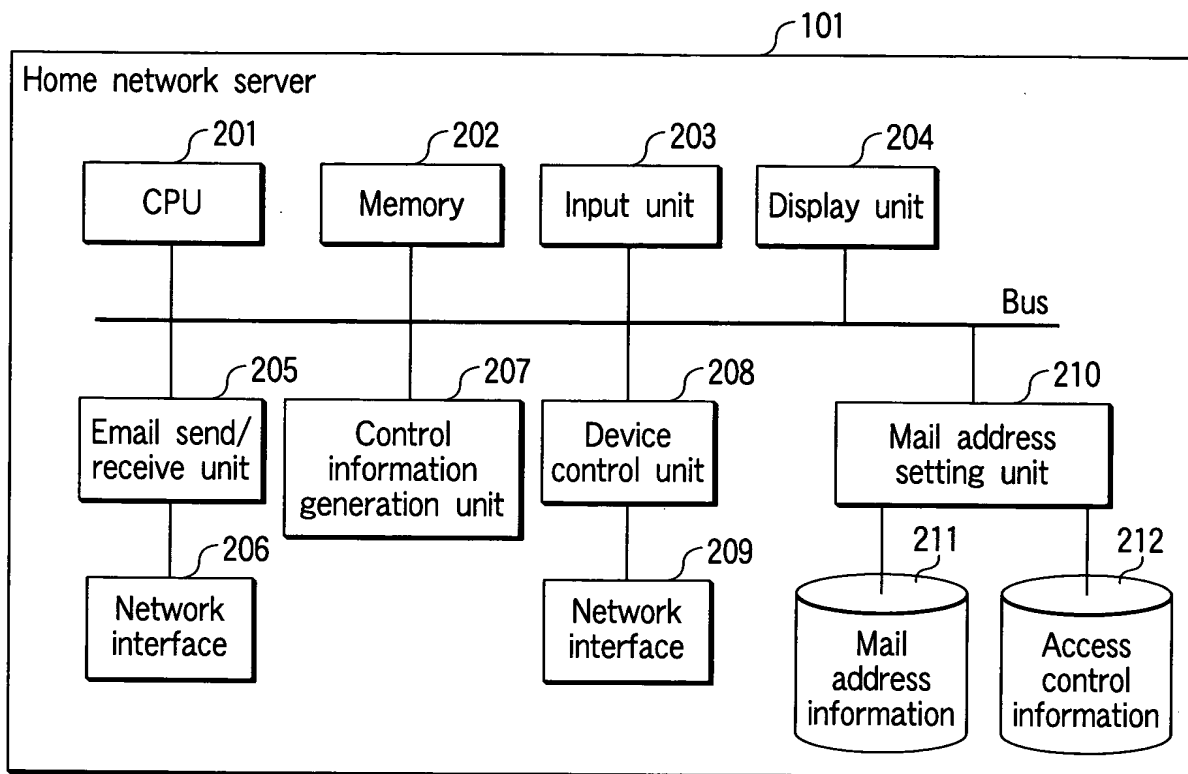 101
Home network server
201
202
203
204
CPU
Memory
Input unit
Display unit
Bus
205
207
208
210
Email send/
receive unit
Control
information
generation unit
Device
control unit
Mail address
setting unit
206
209
211
212
Network
interface
Network
interface
Mail
address
information
Access
control
information